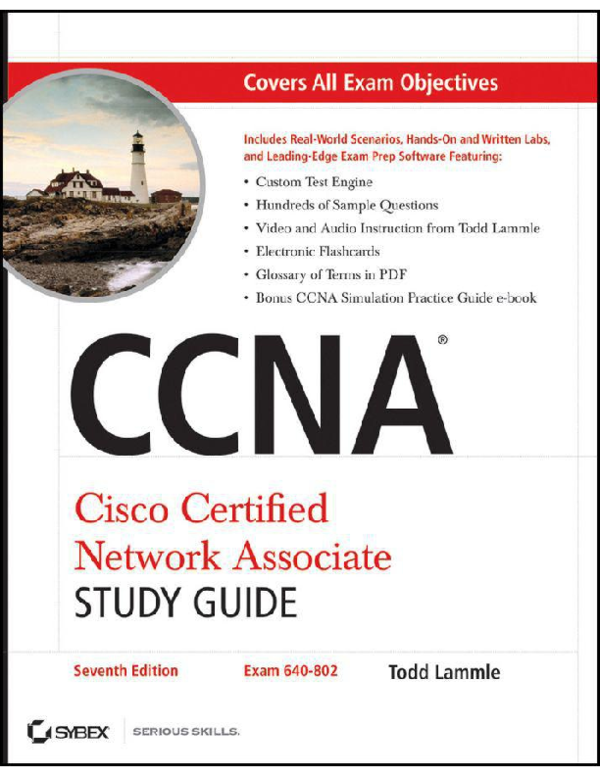 Covers All Exam Objectives
Includes Real-World Scenarios, Hands-On and Written Labs,
and Leading-Edge Exam Prep Software Featuring:
• Custom Test Engine
• Hundreds of Sample Questions
• Video and Audio Instruction from Todd Lammle
• Electronic Flashcards
• Glossary of Terms in PDF
• Bonus CCNA Simulation Practice Guide e-book
CCNA®
Cisco Certified
Network Associate
STUDY GUIDE
Seventh Edition Exam 640-802 Todd Lammle
SYBEX® SERIOUS SKILLS.